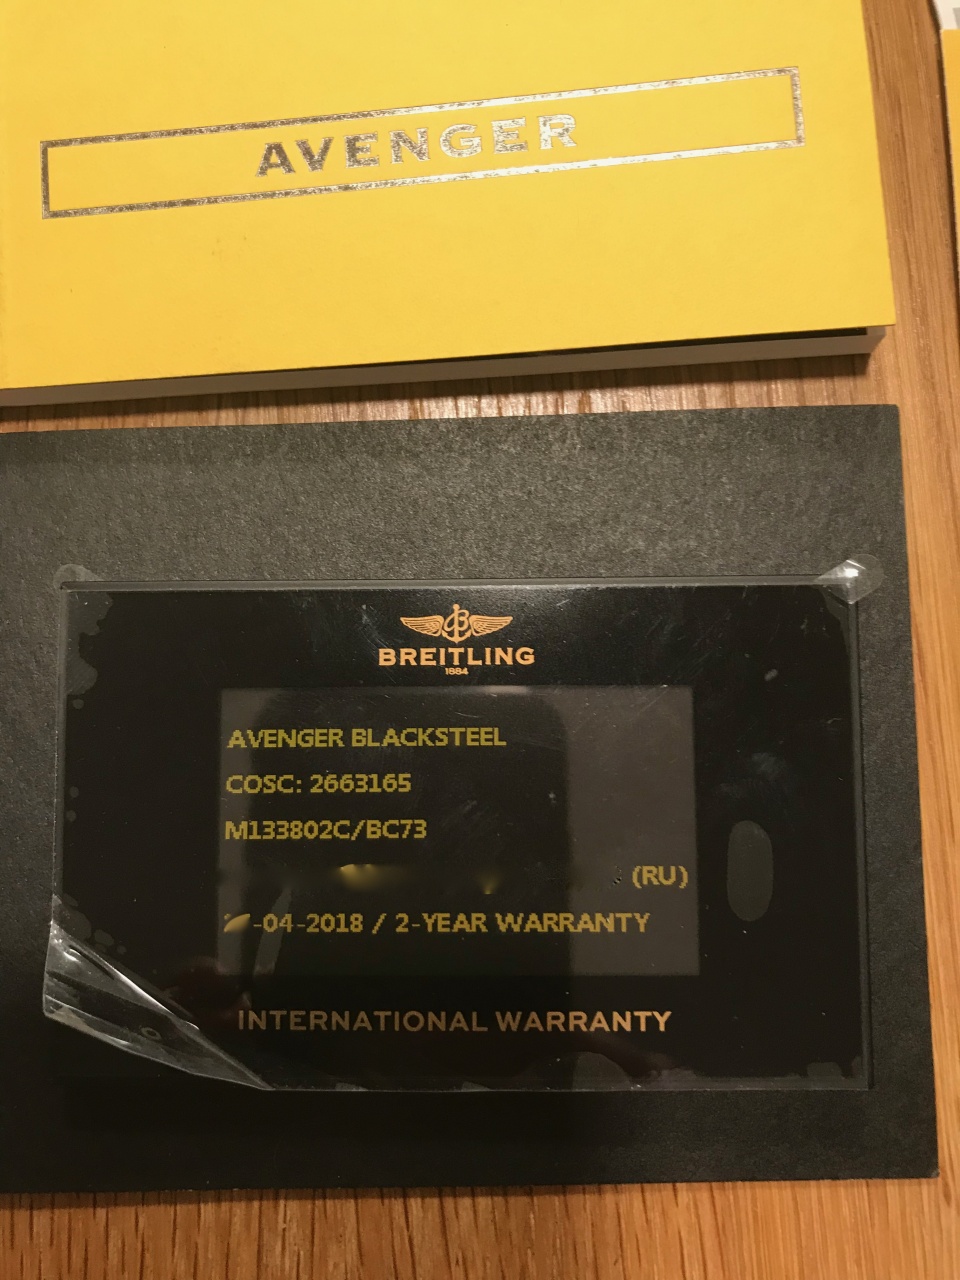 AVENGER
BREITLING
1884
AVENGER BLACKSTEEL
COSC: 2663165
M133802C/BC73
(RU)
-04-2018 / 2-YEAR WARRANTY
INTERNATIONAL WARRANTY